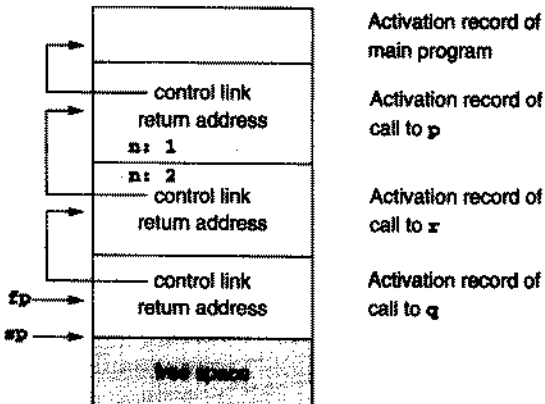 Activation record of
main program
control link
return address
n: 1
Activation record of
call to p
n: 2
control link
return address
Activation record of
call to r
control link
return address
Activation record of
call to q
fp
sp
free space